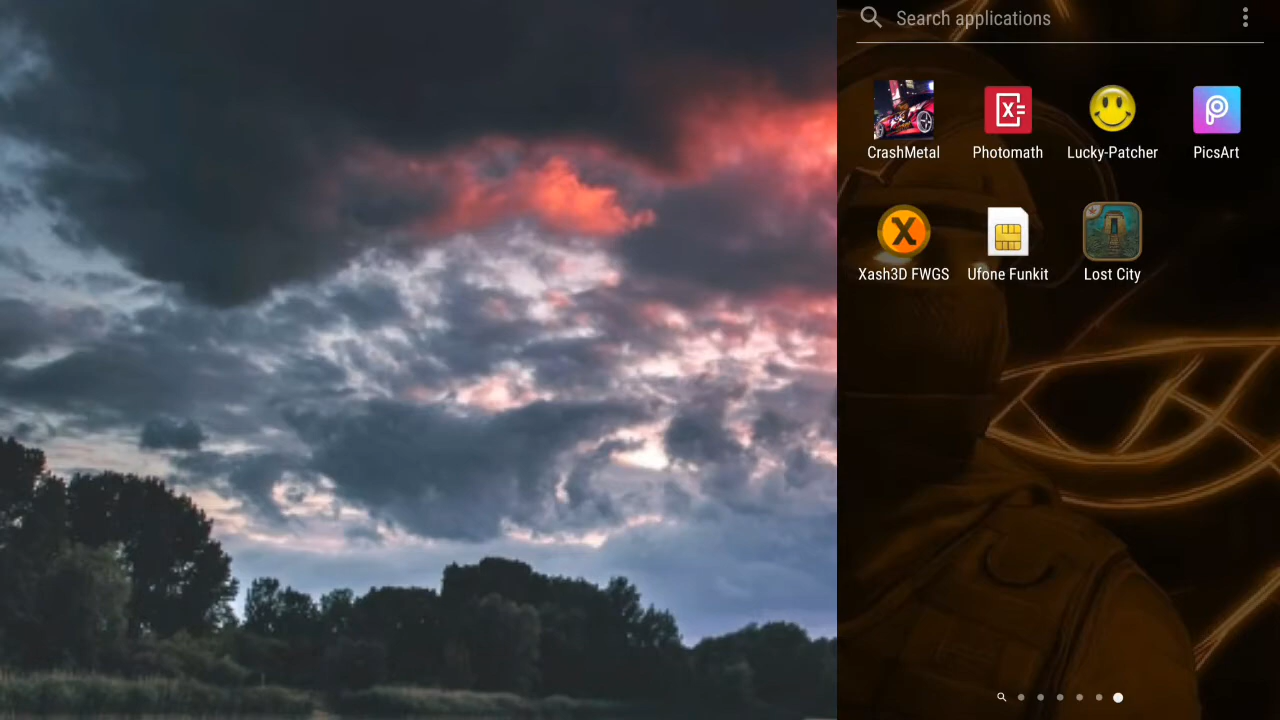 Search applications
CrashMetal
Photomath
Lucky-Patcher
PicsArt
Xash3D FWGS
Ufone Funkit
Lost City